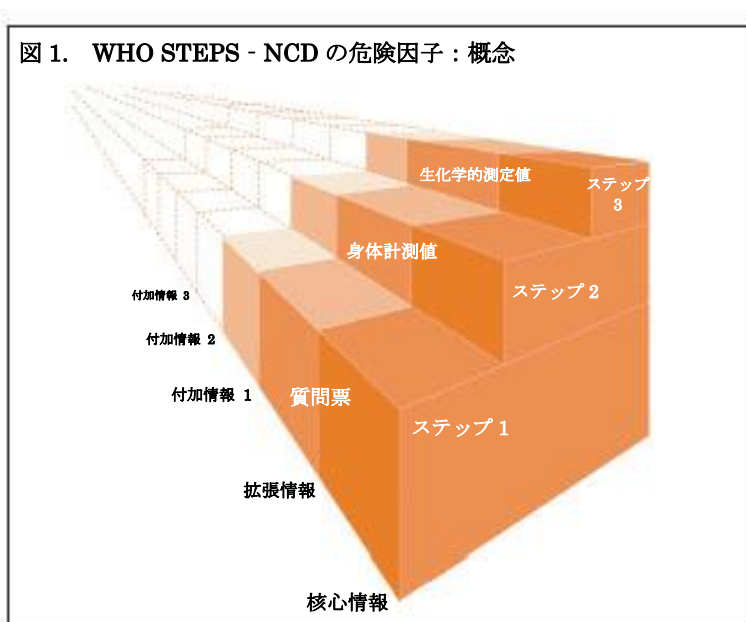 図 1. WHO STEPS‐NCD の危険因子：概念
生化学的測定値
ステップ
3
身体計測値
ステップ 2
付加情報 3
付加情報 2
付加情報 1
質問票
ステップ 1
拡張情報
核心情報